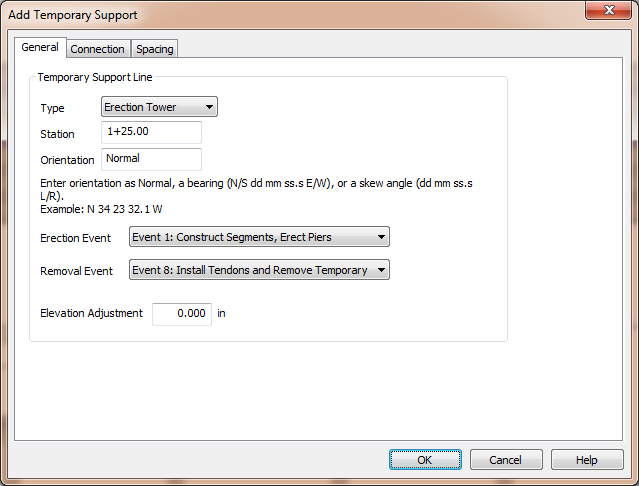 Add Temporary Support
General Connection Spacing
Temporary Support Line
Type Erection Tower
Station 1+25.00
Orientation Normal
Enter orientation as Normal, a bearing (N/S dd mm ss.s E/W), or a skew angle (dd mm ss.s
L/R).
Example: N 34 23 32.1 W
Erection Event Event 1: Construct Segments, Erect Piers
Removal Event Event 8: Install Tendons and Remove Temporary
Elevation Adjustment 0.000 in
OK Cancel Help